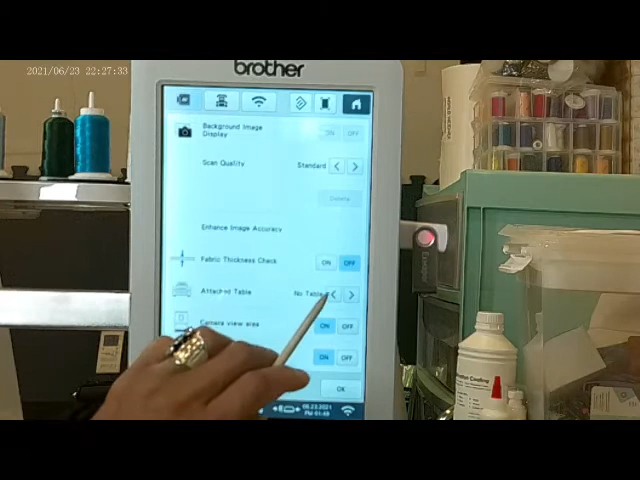 2021/06/23 22:27:33
brother
Background Image
Display
ON OFF
Scan Quality Standard
Delete
Enhance Image Accuracy
Fabric Thickness Check ON OFF
Attached Table No Table
Camera view area ON OFF
ON OFF
OK